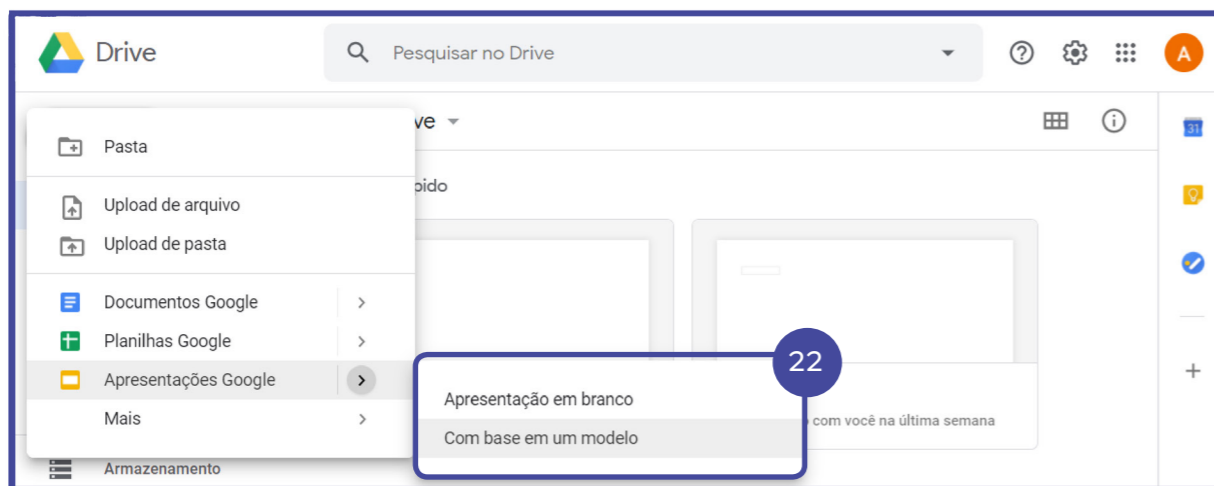 Drive
Pesquisar no Drive
A
ve
Pasta
pido
Upload de arquivo
31
Upload de pasta
Documentos Google
Planilhas Google
22
Apresentações Google
Apresentação em branco
Mais
com você na última semana
Com base em um modelo
Armazenamento